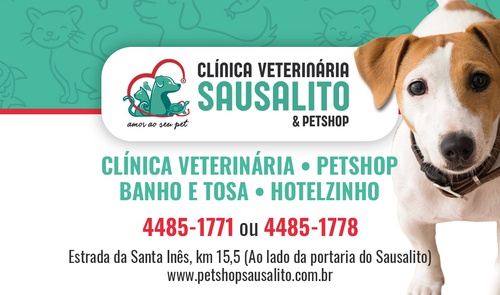 CLÍNICA VETERINÁRIA
SAUSALITO
& PETSHOP
amor ao seu pet
CLÍNICA VETERINÁRIA • PETSHOP
BANHO E TOSA • HOTELZINHO
4485-1771 ou 4485-1778
Estrada da Santa Inês, km 15,5 (Ao lado da portaria do Sausalito)
www.petshopsausalito.com.br